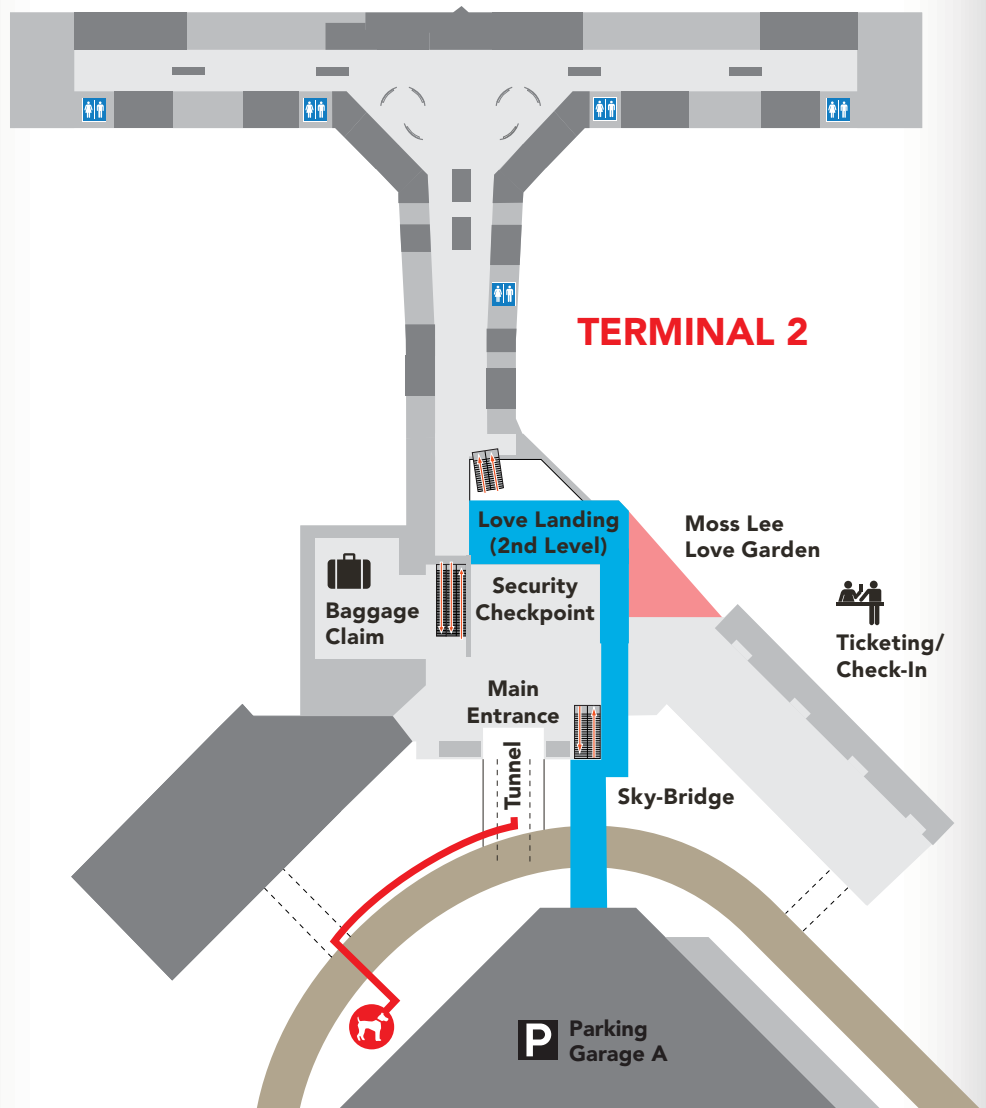 TERMINAL 2
Love Landing
(2nd Level)
Moss Lee
Love Garden
Security
Checkpoint
Baggage
Claim
Ticketing/
Check-In
Main
Entrance
Tunnel
Sky-Bridge
P
Parking
Garage A